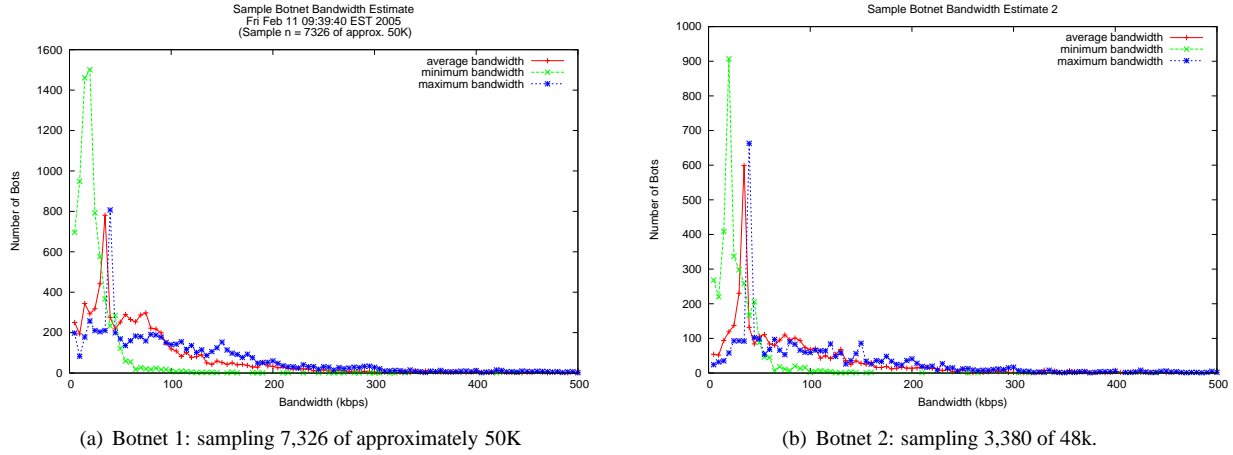 Sample Botnet Bandwidth Estimate
Fri Feb 11 09:39:40 EST 2005
(Sample n = 7326 of approx. 50K)
1600
1400
1200
1000
800
600
400
200
0
0
100
200
300
400
500
Number of Bots
Bandwidth (kbps)
average bandwidth
minimum bandwidth
maximum bandwidth
(a) Botnet 1: sampling 7,326 of approximately 50K
Sample Botnet Bandwidth Estimate 2
1000
900
800
700
600
500
400
300
200
100
0
0
100
200
300
400
500
Number of Bots
Bandwidth (kbps)
average bandwidth
minimum bandwidth
maximum bandwidth
(b) Botnet 2: sampling 3,380 of 48k.